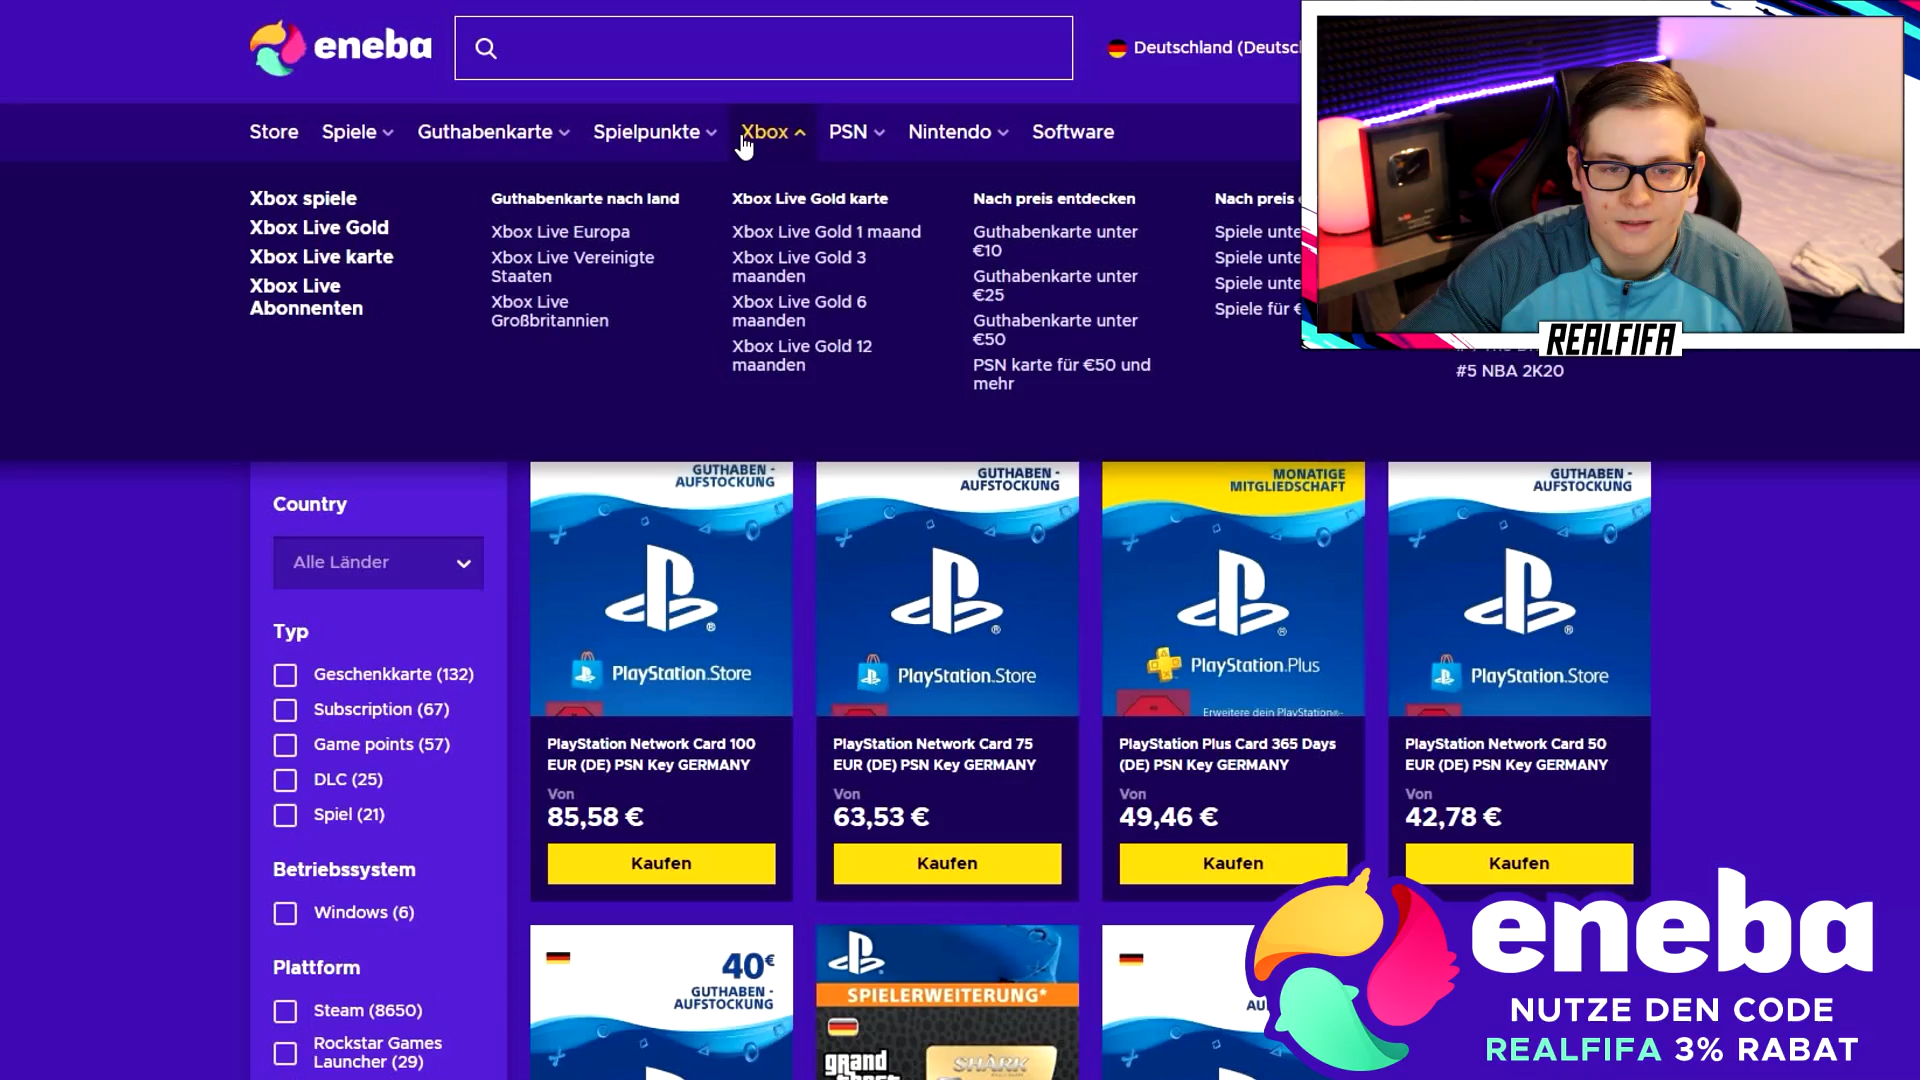 eneba
Deutschland (Deutsc
Store Spiele Guthabenkarte Spielpunkte Xbox PSN Nintendo Software
Xbox spiele
Xbox Live Gold
Xbox Live karte
Xbox Live
Abonnenten
Guthabenkarte nach land
Xbox Live Europa
Xbox Live Vereinigte
Staaten
Xbox Live
Großbritannien
Xbox Live Gold karte
Xbox Live Gold 1 maand
Xbox Live Gold 3
maanden
Xbox Live Gold 6
maanden
Xbox Live Gold 12
maanden
Nach preis entdecken
Guthabenkarte unter
€10
Guthabenkarte unter
€25
Guthabenkarte unter
€50
PSN karte für €50 und
mehr
Nach preis
Spiele unte
Spiele unte
Spiele unte
Spiele für €
REALFIFA
#5 NBA 2K20
Country
Alle Länder
Typ
Geschenkkarte (132)
Subscription (67)
Game points (57)
DLC (25)
Spiel (21)
Betriebssystem
Windows (6)
Plattform
Steam (8650)
Rockstar Games
Launcher (29)
GUTHABEN -
AUFSTOCKUNG
PlayStation.Store
PlayStation Network Card 100
EUR (DE) PSN Key GERMANY
Von
85,58 €
Kaufen
GUTHABEN -
AUFSTOCKUNG
PlayStation.Store
PlayStation Network Card 75
EUR (DE) PSN Key GERMANY
Von
63,53 €
Kaufen
MONATIGE
MITGLIEDSCHAFT
PlayStation.Plus
Erweitere dein PlayStation®-
PlayStation Plus Card 365 Days
(DE) PSN Key GERMANY
Von
49,46 €
Kaufen
GUTHABEN -
AUFSTOCKUNG
PlayStation.Store
PlayStation Network Card 50
EUR (DE) PSN Key GERMANY
Von
42,78 €
Kaufen
40€
GUTHABEN -
AUFSTOCKUNG
SPIELERWEITERUNG*
grand
SHARK
AU
eneba
NUTZE DEN CODE
REALFIFA 3% RABAT